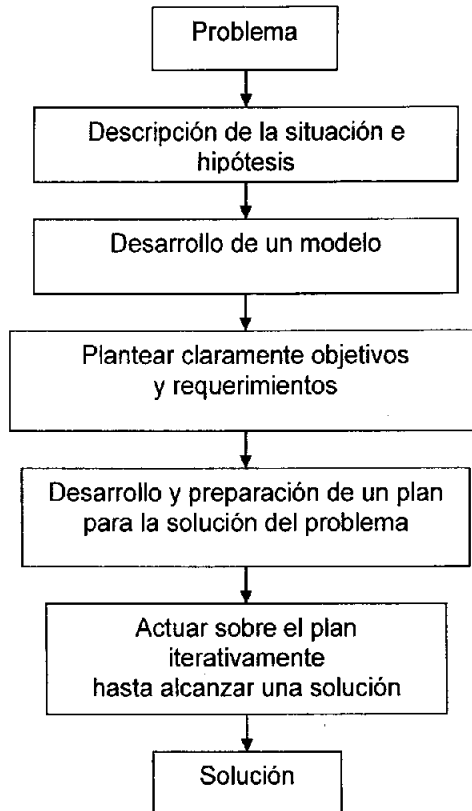 Problema
Descripción de la situación e
hipótesis
Desarrollo de un modelo
Plantear claramente objetivos
y requerimientos
Desarrollo y preparación de un plan
para la solución del problema
Actuar sobre el plan
iterativamente
hasta alcanzar una solución
Solución